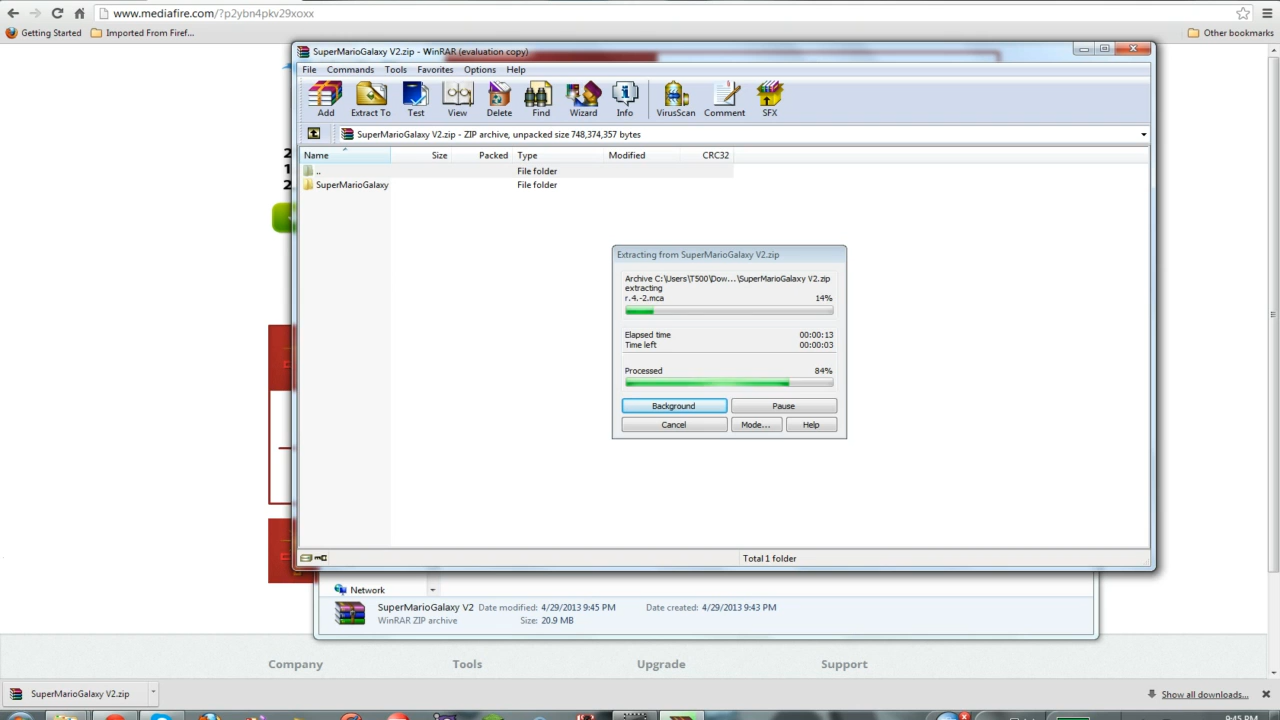 www.mediafire.com/?p2ybn4pkv29xoxx
Getting Started
Imported From Firef...
Other bookmarks
SuperMarioGalaxy V2.zip - WinRAR (evaluation copy)
File Commands Tools Favorites Options Help
Add Extract To Test View Delete Find Wizard Info VirusScan Comment SFX
SuperMarioGalaxy V2.zip - ZIP archive, unpacked size 748,374,357 bytes
Name Size Packed Type Modified CRC32
.. File folder
SuperMarioGalaxy File folder
2
1
2
Extracting from SuperMarioGalaxy V2.zip
Archive C:\Users\T500\Dow...\SuperMarioGalaxy V2.zip
extracting
r.4.-2.mca 14%
Elapsed time 00:00:13
Time left 00:00:03
Processed 84%
Background Pause
Cancel Mode... Help
Total 1 folder
Network
SuperMarioGalaxy V2 Date modified: 4/29/2013 9:45 PM Date created: 4/29/2013 9:43 PM
WinRAR ZIP archive Size: 20.9 MB
Company Tools Upgrade Support
SuperMarioGalaxy V2.zip
Show all downloads...
9:45 PM